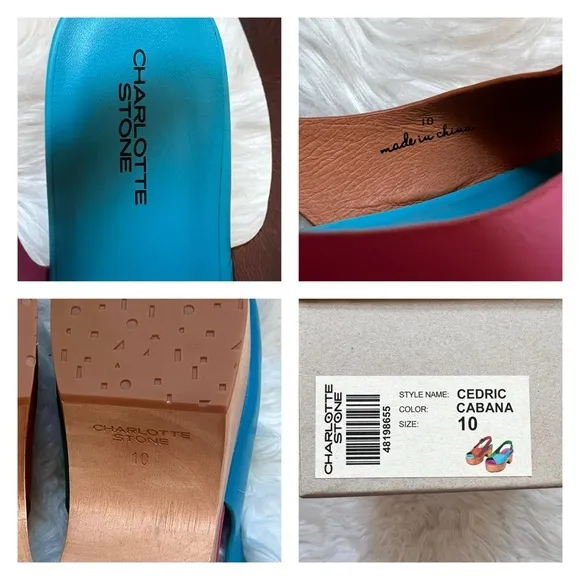 CHARLOTTE
STONE
10
made in china
CHARLOTTE
STONE
10
CHARLOTTE
STONE
48198655
STYLE NAME: CEDRIC
COLOR: CABANA
SIZE: 10